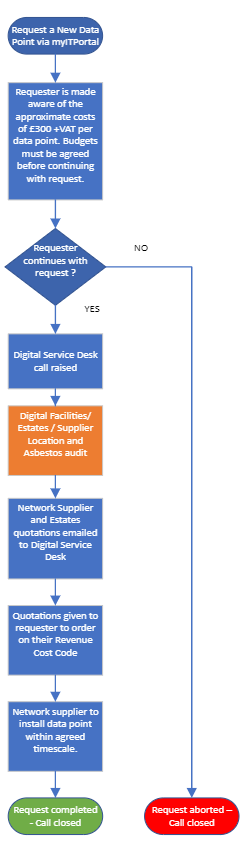 Request a New Data
Point via myITPortal
Requester is made
aware of the
approximate costs
of £300 +VAT per
data point. Budgets
must be agreed
before continuing
with request.
Requester
continues with
request ?
NO
YES
Digital Service Desk
call raised
Digital Facilities/
Estates / Supplier
Location and
Asbestos audit
Network Supplier
and Estates
quotations emailed
to Digital Service
Desk
Quotations given to
requester to order
on their Revenue
Cost Code
Network supplier to
install data point
within agreed
timescale.
Request completed
- Call closed
Request aborted –
Call closed